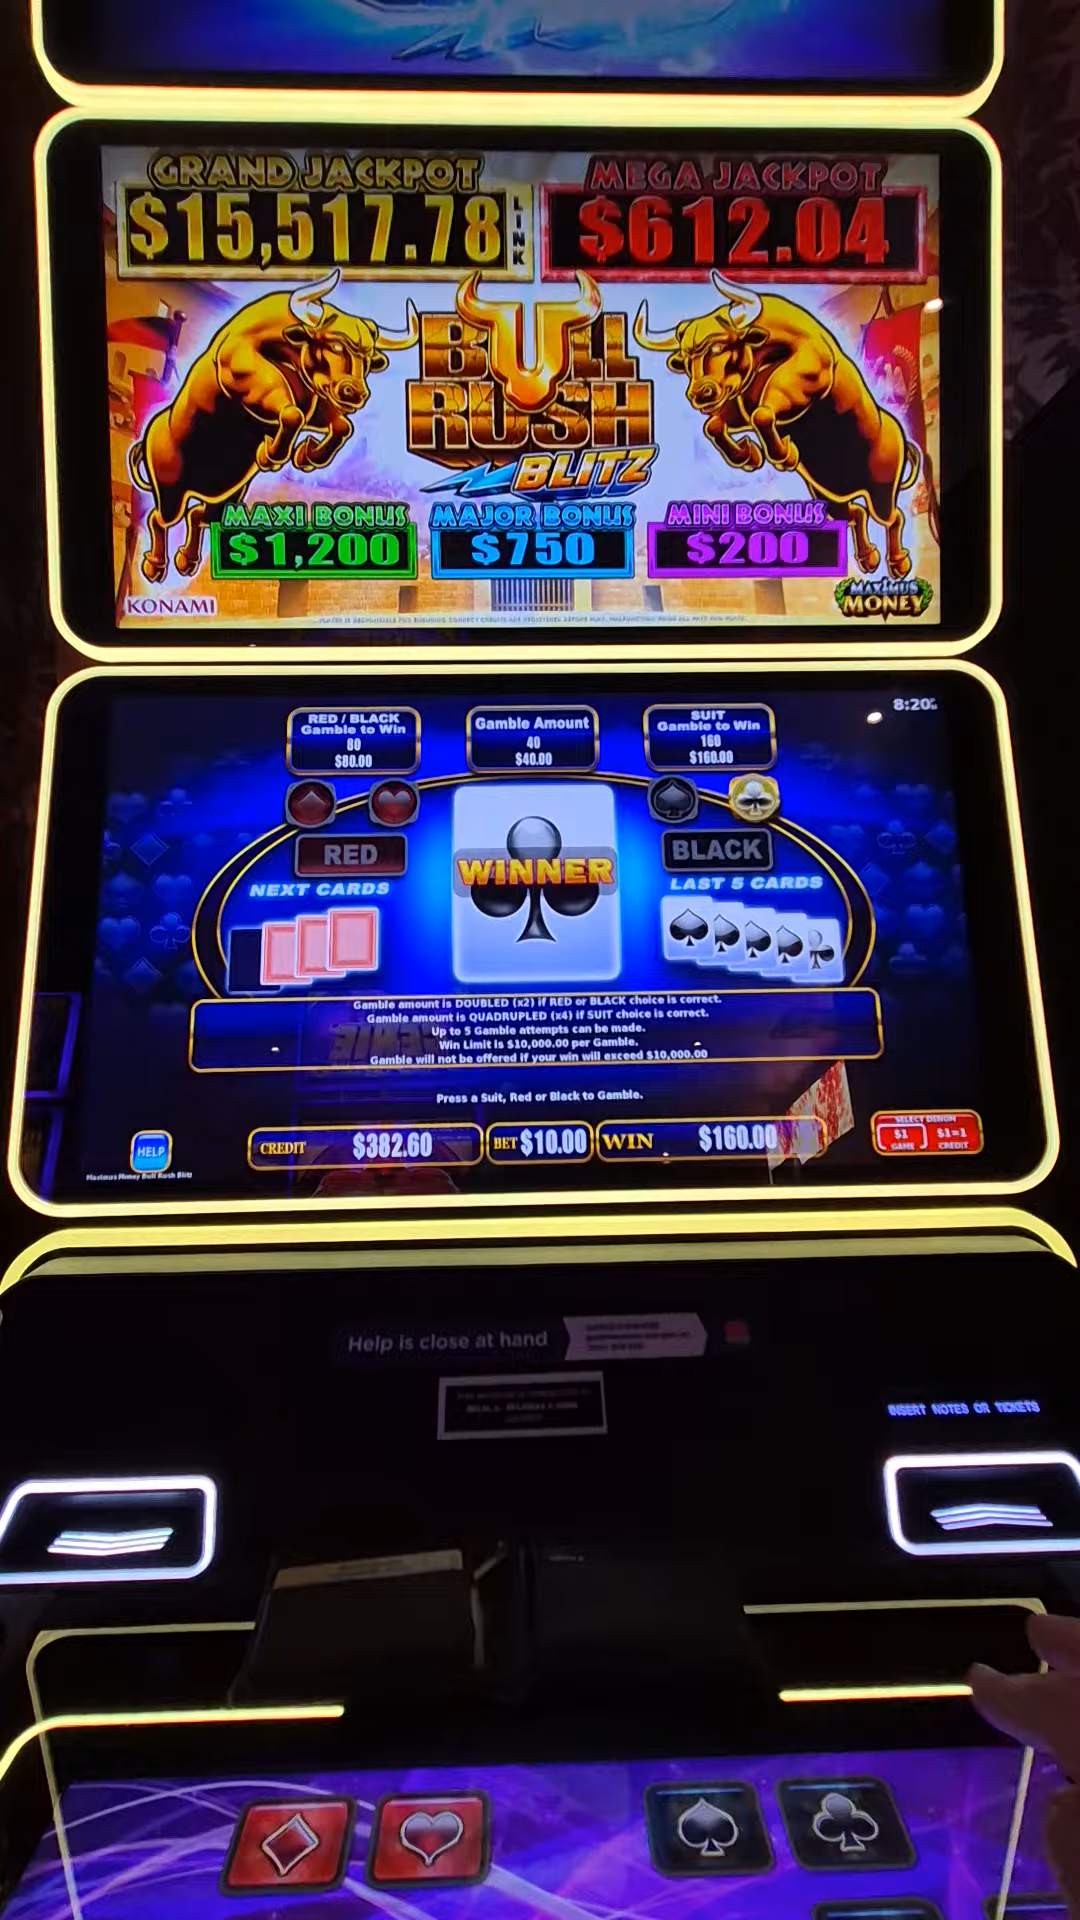 GRAND JACKPOT
$15,517.78
LINK
MEGA JACKPOT
$612.04
BULL
RUSH
BLITZ
MAXI BONUS
$1,200
MAJOR BONUS
$750
MINI BONUS
$200
KONAMI
MAXIMUS
MONEY
8:20
RED / BLACK
Gamble to Win
80
$80.00
Gamble Amount
40
$40.00
SUIT
Gamble to Win
160
$160.00
RED
WINNER
BLACK
NEXT CARDS
LAST 5 CARDS
Gamble amount is DOUBLED (x2) if RED or BLACK choice is correct.
Gamble amount is QUADRUPLED (x4) if SUIT choice is correct.
Up to 5 Gamble attempts can be made.
Win Limit is $10,000.00 per Gamble.
Gamble will not be offered if your win will exceed $10,000.00
Press a Suit, Red or Black to Gamble.
HELP
CREDIT $382.60
BET $10.00
WIN $160.00
SELECT DENOM
$1
GAME
$1=1
CREDIT
Maximus Money Bull Rush Blitz
Help is close at hand
INSERT NOTES OR TICKETS